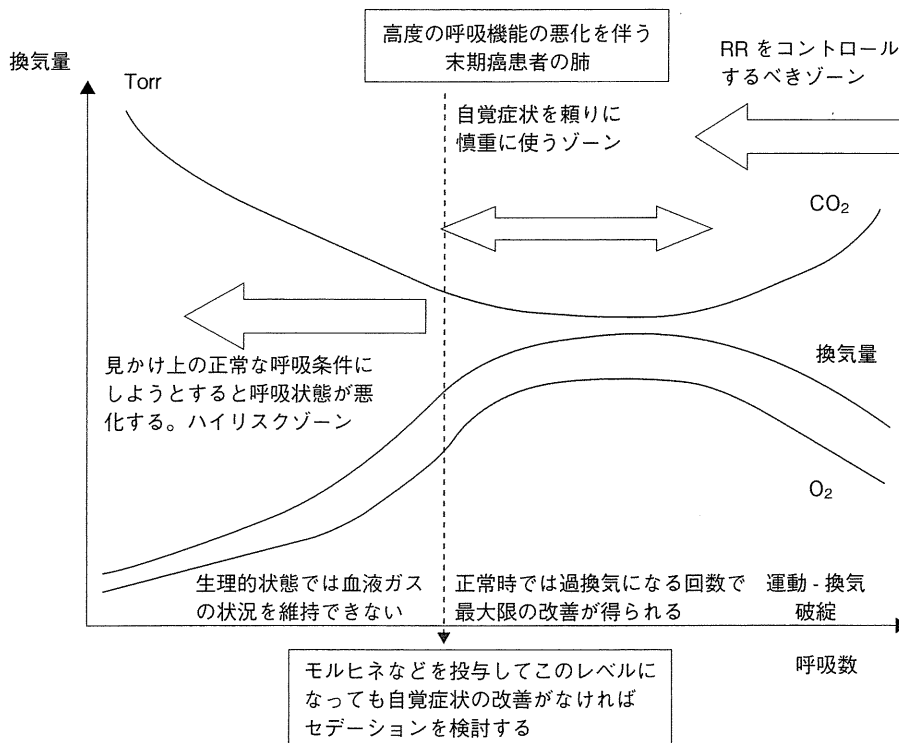 高度の呼吸機能の悪化を伴う
末期癌患者の肺
換気量
Torr
RR をコントロール
するべきゾーン
自覚症状を頼りに
慎重に使うゾーン
CO₂
見かけ上の正常な呼吸条件に
しようとすると呼吸状態が悪
化する。ハイリスクゾーン
換気量
O₂
生理的状態では血液ガス
の状況を維持できない
正常時では過換気になる回数で
最大限の改善が得られる
運動 - 換気
破綻
呼吸数
モルヒネなどを投与してこのレベルに
なっても自覚症状の改善がなければ
セデーションを検討する